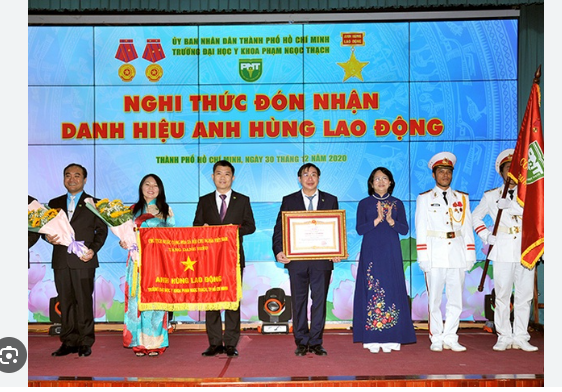 ỦY BAN NHÂN DÂN THÀNH PHỐ HỒ CHÍ MINH
TRƯỜNG ĐẠI HỌC Y KHOA PHẠM NGỌC THẠCH
PNT
NGHI THỨC ĐÓN NHẬN
DANH HIỆU ANH HÙNG LAO ĐỘNG
THÀNH PHỐ HỒ CHÍ MINH, NGÀY 30 THÁNG 12 NĂM 2020
ANH HÙNG LAO ĐỘNG